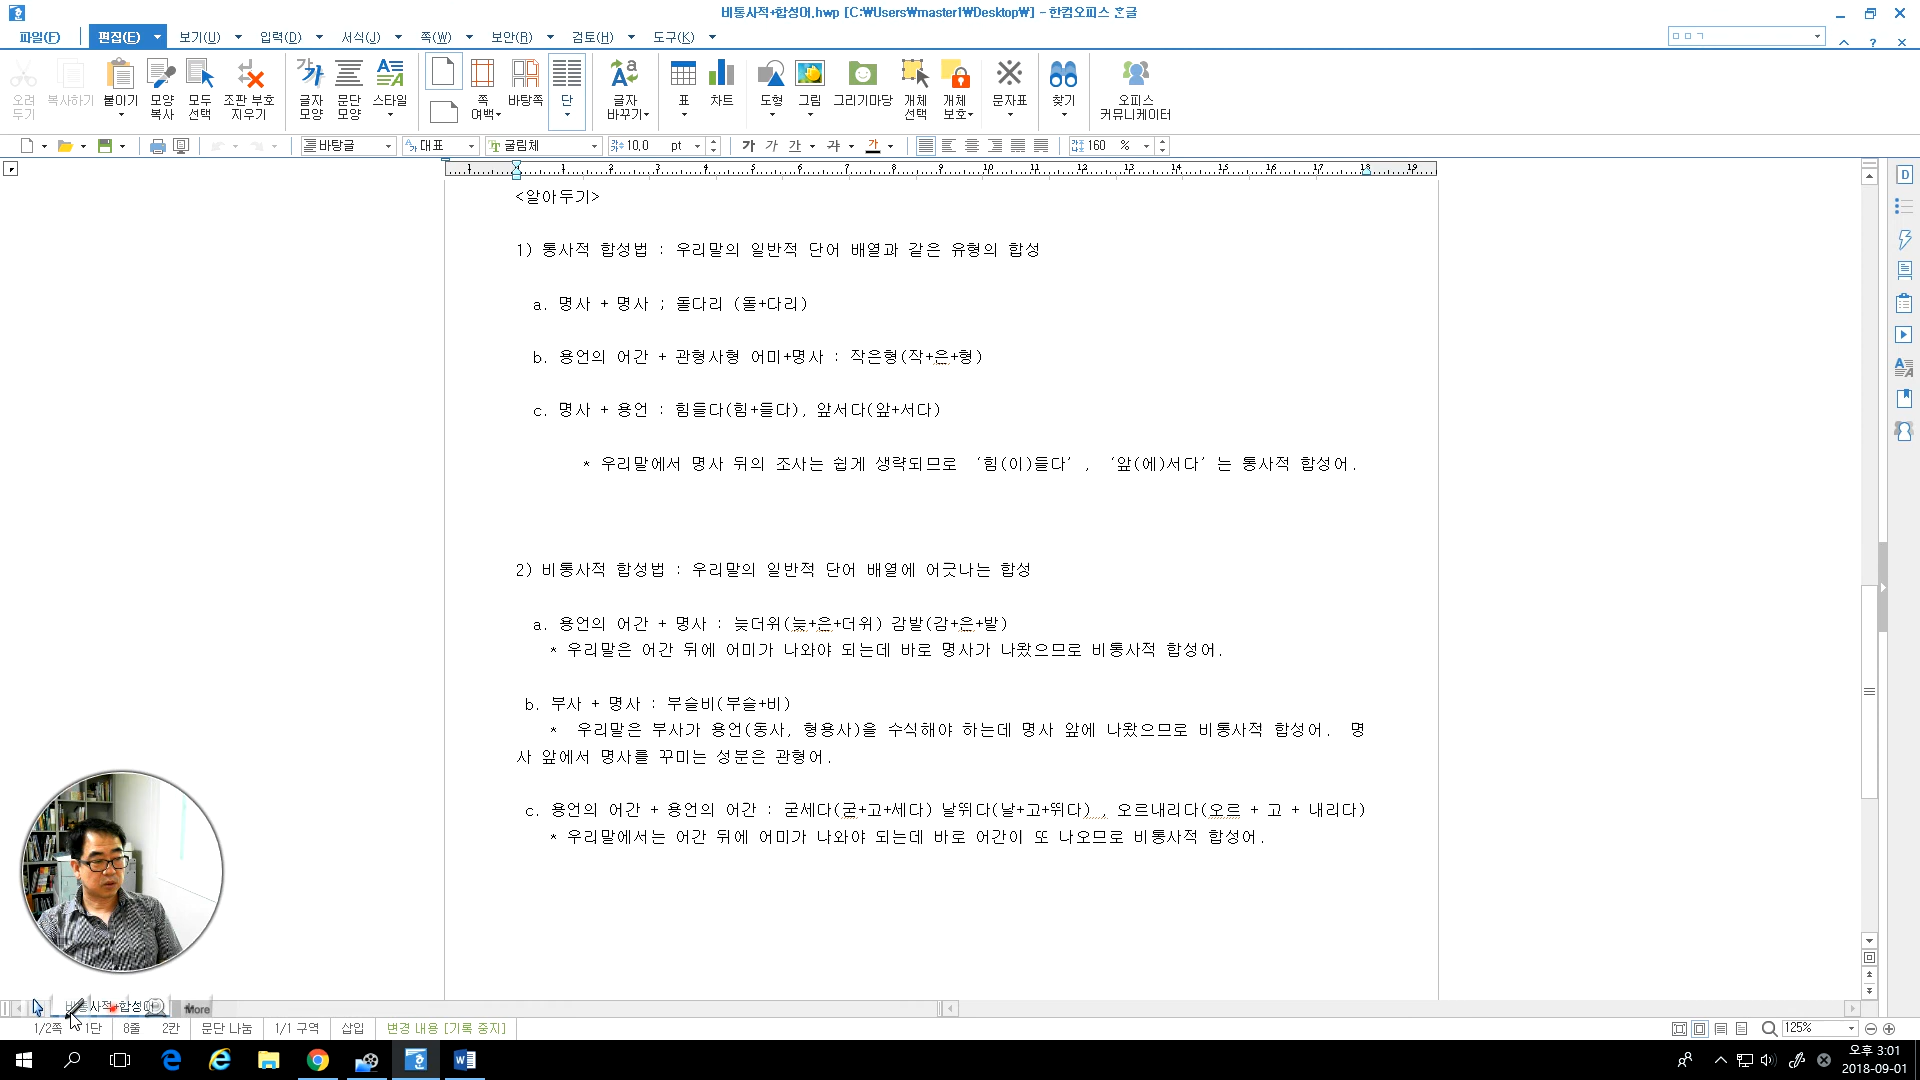 비통사적+합성어.hwp [C:\Users\master1\Desktop\] - 한컴오피스 한글
파일(F) 편집(E) 보기(U) 입력(D) 서식(J) 쪽(W) 보안(R) 검토(H) 도구(K)
ㅁㅁㄱ
오려 두기 복사하기 붙이기 모양 복사 모두 선택 조판 부호 지우기 글자 모양 문단 모양 스타일 쪽 여백 바탕쪽 단 글자 바꾸기 표 차트 도형 그림 그리기마당 개체 선택 개체 보호 문자표 찾기 오피스 커뮤니케이터
바탕글 대표 굴림체 10.0 pt 가 가 가 가 가 160 %
1 1 2 3 4 5 6 7 8 9 10 11 12 13 14 15 16 17 18 19
<알아두기>
1) 통사적 합성법 : 우리말의 일반적 단어 배열과 같은 유형의 합성
a. 명사 + 명사 ; 돌다리 (돌+다리)
b. 용언의 어간 + 관형사형 어미+명사 : 작은형(작+은+형)
c. 명사 + 용언 : 힘들다(힘+들다), 앞서다(앞+서다)
* 우리말에서 명사 뒤의 조사는 쉽게 생략되므로 ‘힘(이)들다’, ‘앞(에)서다’는 통사적 합성어.
2) 비통사적 합성법 : 우리말의 일반적 단어 배열에 어긋나는 합성
a. 용언의 어간 + 명사 : 늦더위(늦+은+더위) 감발(감+은+발)
* 우리말은 어간 뒤에 어미가 나와야 되는데 바로 명사가 나왔으므로 비통사적 합성어.
b. 부사 + 명사 : 부슬비(부슬+비)
* 우리말은 부사가 용언(동사, 형용사)을 수식해야 하는데 명사 앞에 나왔으므로 비통사적 합성어. 명
사 앞에서 명사를 꾸미는 성분은 관형어.
c. 용언의 어간 + 용언의 어간 : 굳세다(굳+고+세다) 날뛰다(날+고+뛰다) , 오르내리다(오르 + 고 + 내리다)
* 우리말에서는 어간 뒤에 어미가 나와야 되는데 바로 어간이 또 나오므로 비통사적 합성어.
비통사적+합성어 More
1/2쪽 1단 8줄 2칸 문단 나눔 1/1 구역 삽입 변경 내용 [기록 중지] 125%
오후 3:01
2018-09-01